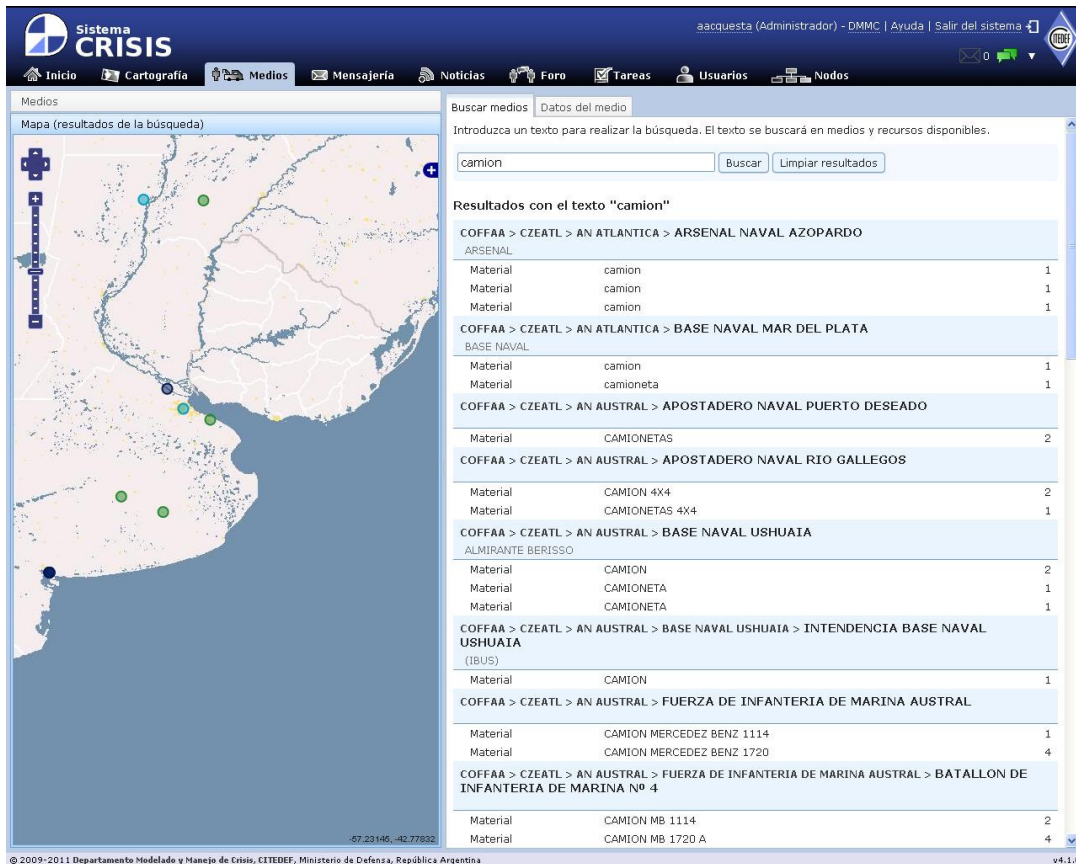 Sistema
CRISIS
aacquesta (Administrador) - DMMC | Ayuda | Salir del sistema
CITEDEF
0
Inicio Cartografía Medios Mensajería Noticias Foro Tareas Usuarios Nodos
Medios
Mapa (resultados de la búsqueda)
-57.23145, -42.77832
Buscar medios Datos del medio
Introduzca un texto para realizar la búsqueda. El texto se buscará en medios y recursos disponibles.
camion Buscar Limpiar resultados
Resultados con el texto "camion"
COFFAA > CZEATL > AN ATLANTICA > ARSENAL NAVAL AZOPARDO
ARSENAL
Material camion 1
Material camion 1
Material camion 1
COFFAA > CZEATL > AN ATLANTICA > BASE NAVAL MAR DEL PLATA
BASE NAVAL
Material camion 1
Material camioneta 1
COFFAA > CZEATL > AN AUSTRAL > APOSTADERO NAVAL PUERTO DESEADO
Material CAMIONETAS 2
COFFAA > CZEATL > AN AUSTRAL > APOSTADERO NAVAL RIO GALLEGOS
Material CAMION 4X4 2
Material CAMIONETAS 4X4 1
COFFAA > CZEATL > AN AUSTRAL > BASE NAVAL USHUAIA
ALMIRANTE BERISSO
Material CAMION 2
Material CAMIONETA 1
Material CAMIONETA 1
COFFAA > CZEATL > AN AUSTRAL > BASE NAVAL USHUAIA > INTENDENCIA BASE NAVAL
USHUAIA
(IBUS)
Material CAMION 1
COFFAA > CZEATL > AN AUSTRAL > FUERZA DE INFANTERIA DE MARINA AUSTRAL
Material CAMION MERCEDEZ BENZ 1114 1
Material CAMION MERCEDEZ BENZ 1720 4
COFFAA > CZEATL > AN AUSTRAL > FUERZA DE INFANTERIA DE MARINA AUSTRAL > BATALLON DE
INFANTERIA DE MARINA Nº 4
Material CAMION MB 1114 2
Material CAMION MB 1720 A 4
© 2009-2011 Departamento Modelado y Manejo de Crisis, CITEDEF, Ministerio de Defensa, República Argentina